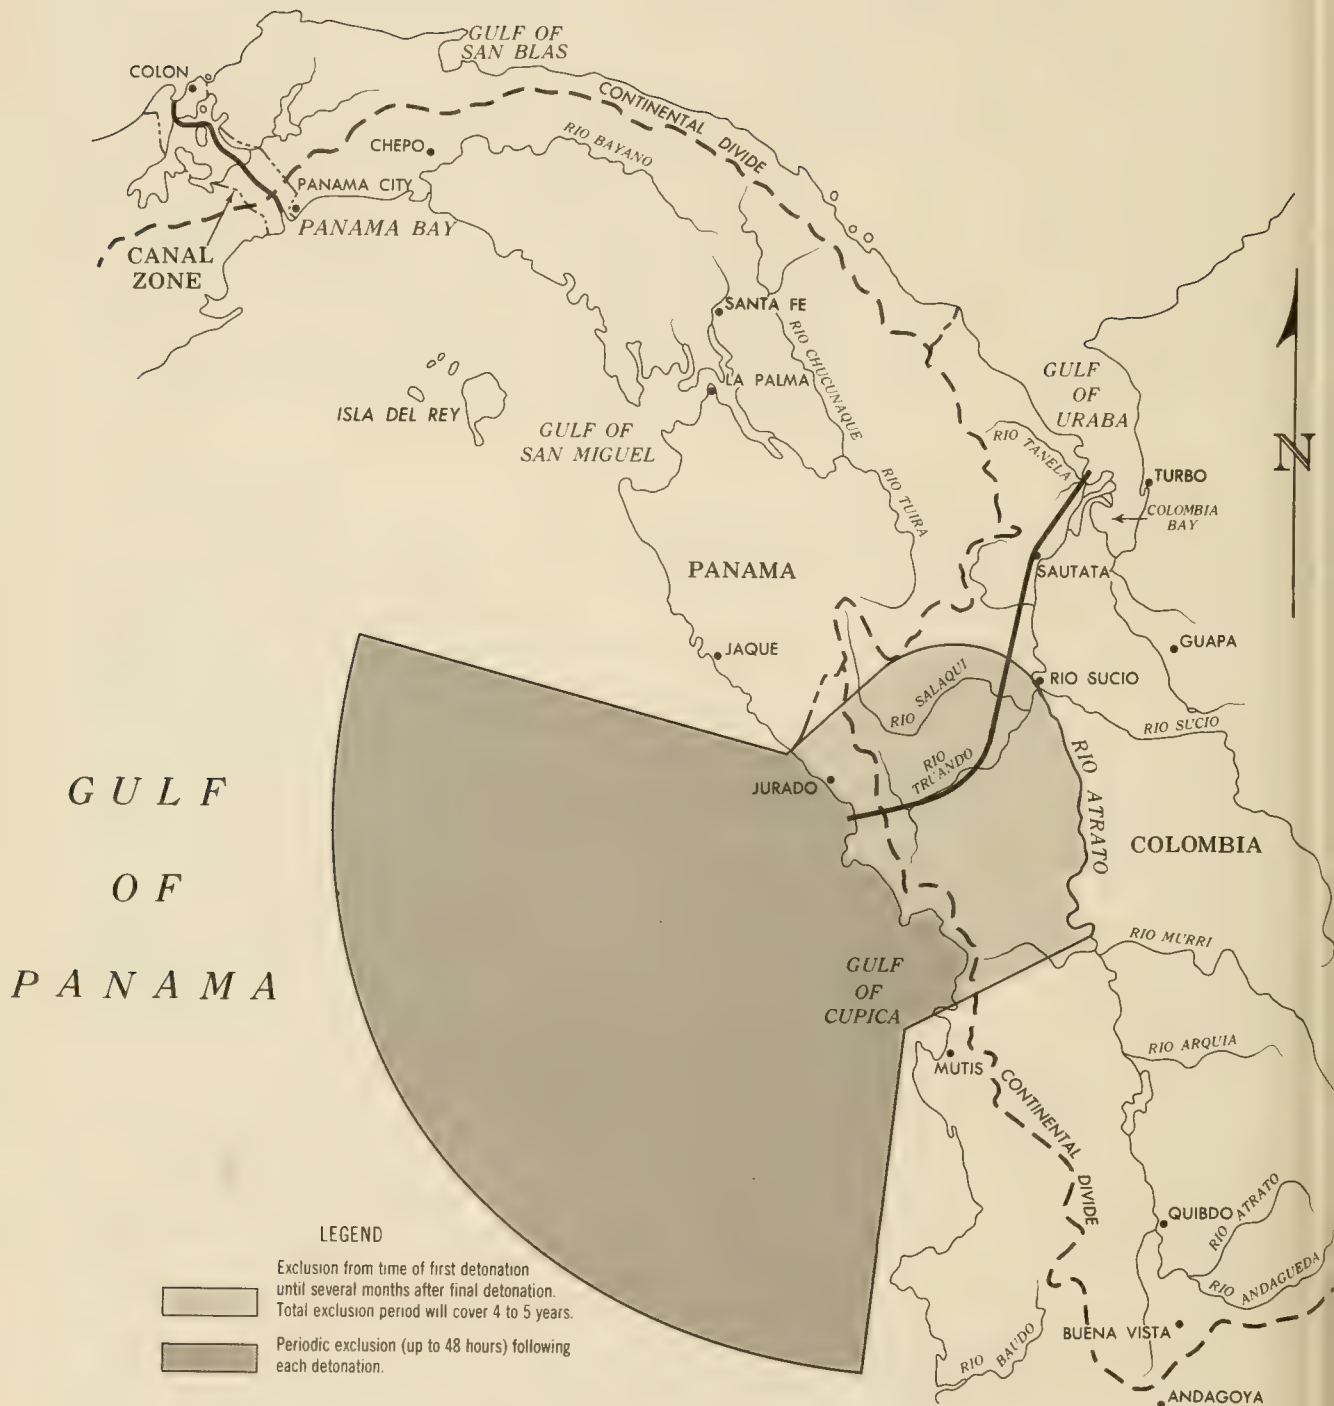 GULF OF
SAN BLAS
COLON
CONTINENTAL DIVIDE
RIO BAYANO
CHEPO
PANAMA CITY
PANAMA BAY
CANAL
ZONE
SANTA FE
RIO CHUCUNAQUE
LA PALMA
ISLA DEL REY
GULF OF
SAN MIGUEL
GULF
OF
URABA
RIO TANELA
N
TURBO
COLOMBIA
BAY
RIO TUIRA
PANAMA
SAUTATA
GUAPA
JAQUE
RIO SUCIO
RIO SALAQUI
RIO SUCIO
RIO
TRUANDO
RIO ATRATO
JURADO
COLOMBIA
GULF
OF
PANAMA
RIO MURRI
GULF
OF
CUPICA
RIO ARQUIA
MUTIS
CONTINENTAL
DIVIDE
QUIBDO
RIO ATRATO
RIO ANDAGUEDA
BUENA VISTA
RIO BAUDO
ANDAGOYA
LEGEND
Exclusion from time of first detonation
until several months after final detonation.
Total exclusion period will cover 4 to 5 years.
Periodic exclusion (up to 48 hours) following
each detonation.